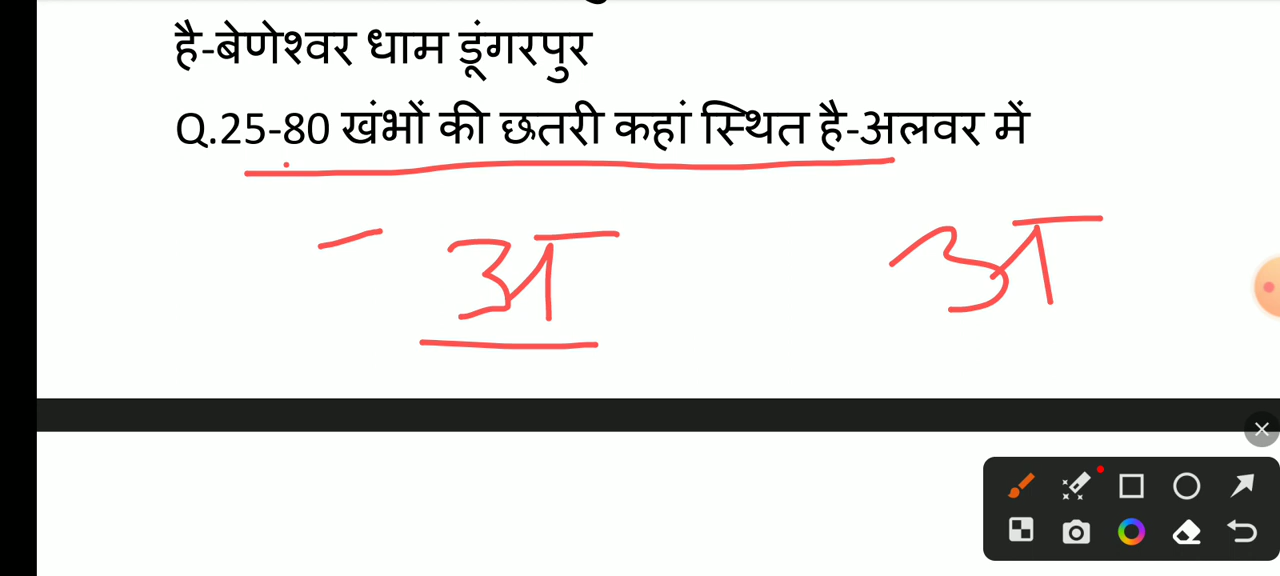 है-बेणेश्वर धाम डूंगरपुर
Q.25-80 खंभों की छतरी कहां स्थित है-अलवर में
अ अ